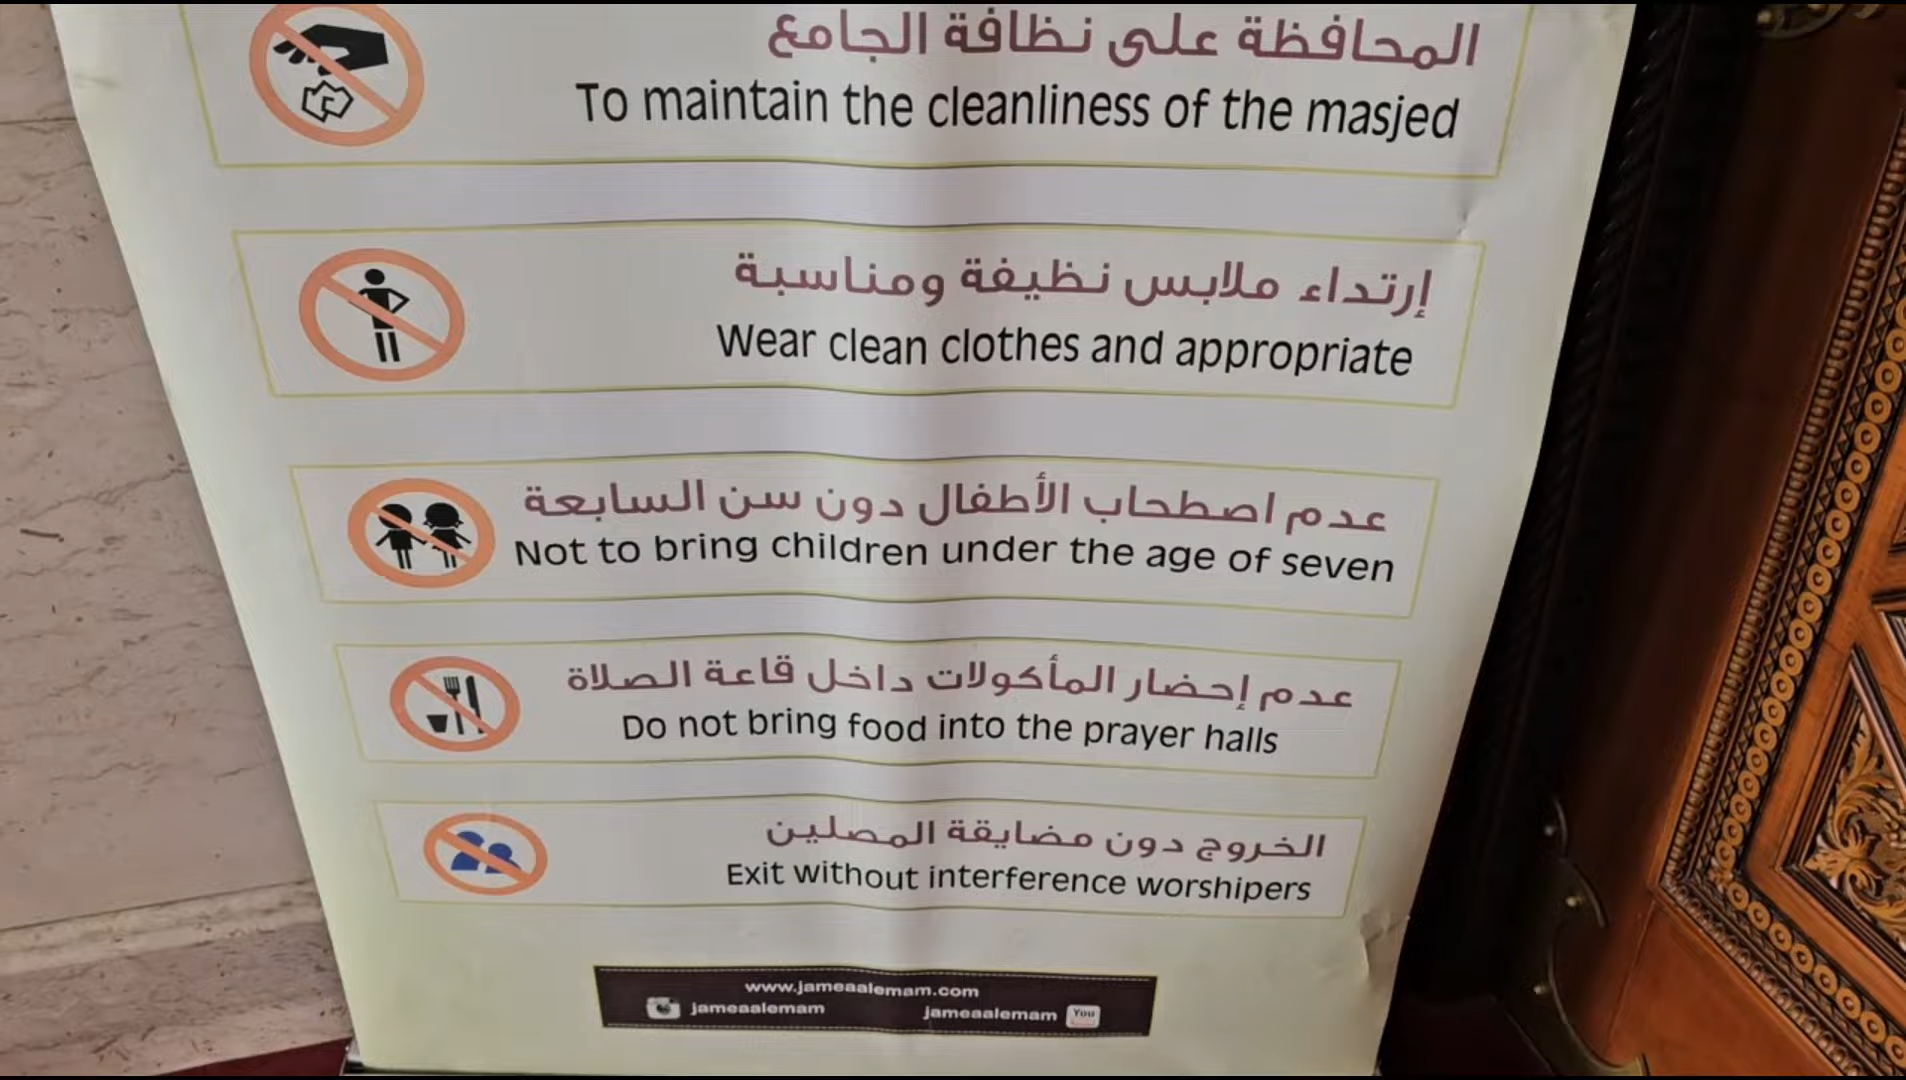 المحافظة على نظافة الجامع
To maintain the cleanliness of the masjed
إرتداء ملابس نظيفة ومناسبة
Wear clean clothes and appropriate
عدم اصطحاب الأطفال دون سن السابعة
Not to bring children under the age of seven
عدم إحضار المأكولات داخل قاعة الصلاة
Do not bring food into the prayer halls
الخروج دون مضايقة المصلين
Exit without interference worshipers
www.jameaalemam.com
jameaalemam
jameaalemam You